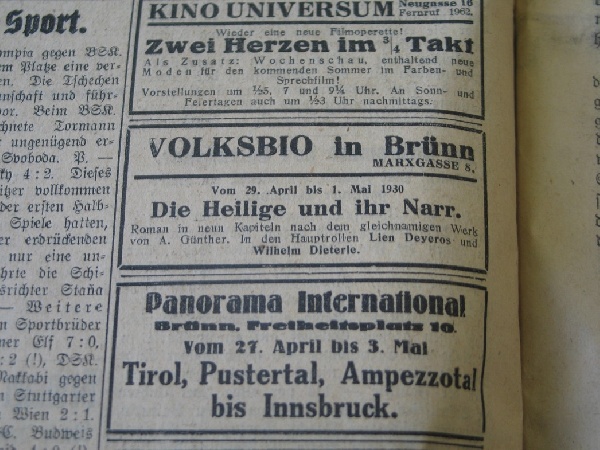 Sport.
mpia gegen BSK.
m Platze eine ver-
en. Die Tschechen
nschaft und führ-
or. Beim BSK.
chnete Tormann
ungenügend er-
Svoboda. P. —
ky 4 : 2. Dieses
itzer vollkommen
der ersten Halb-
Spiele hatten,
er erdrückenden
nur eine un-
hrte die Schi-
srichter Staňa
— Weitere
n Sportbrüder
ner Elf 7 : 0,
: 2 (!), DSK.
Makkabi gegen
n Stuttgarter
Wien 2 : 1.
C. Budweis
KINO UNIVERSUM Neugasse 16
Fernruf 1962.
Wieder eine neue Filmoperette!
Zwei Herzen im 3/4 Takt
Als Zusatz: Wochenschau, enthaltend neue
Moden für den kommenden Sommer im Farben- und
Sprechfilm!
Vorstellungen um ½5, 7 und 9¼ Uhr. An Sonn- und
Feiertagen auch um ½3 Uhr nachmittags.
VOLKSBIO in Brünn
MARXGASSE 8.
Vom 29. April bis 1. Mai 1930
Die Heilige und ihr Narr.
Roman in neun Kapiteln nach dem gleichnamigen Werk
von A. Günther. In den Hauptrollen Lien Deyeros und
Wilhelm Dieterle.
Panorama International
Brünn, Freiheitsplatz 10.
Vom 27. April bis 3. Mai
Tirol, Pustertal, Ampezzotal
bis Innsbruck.